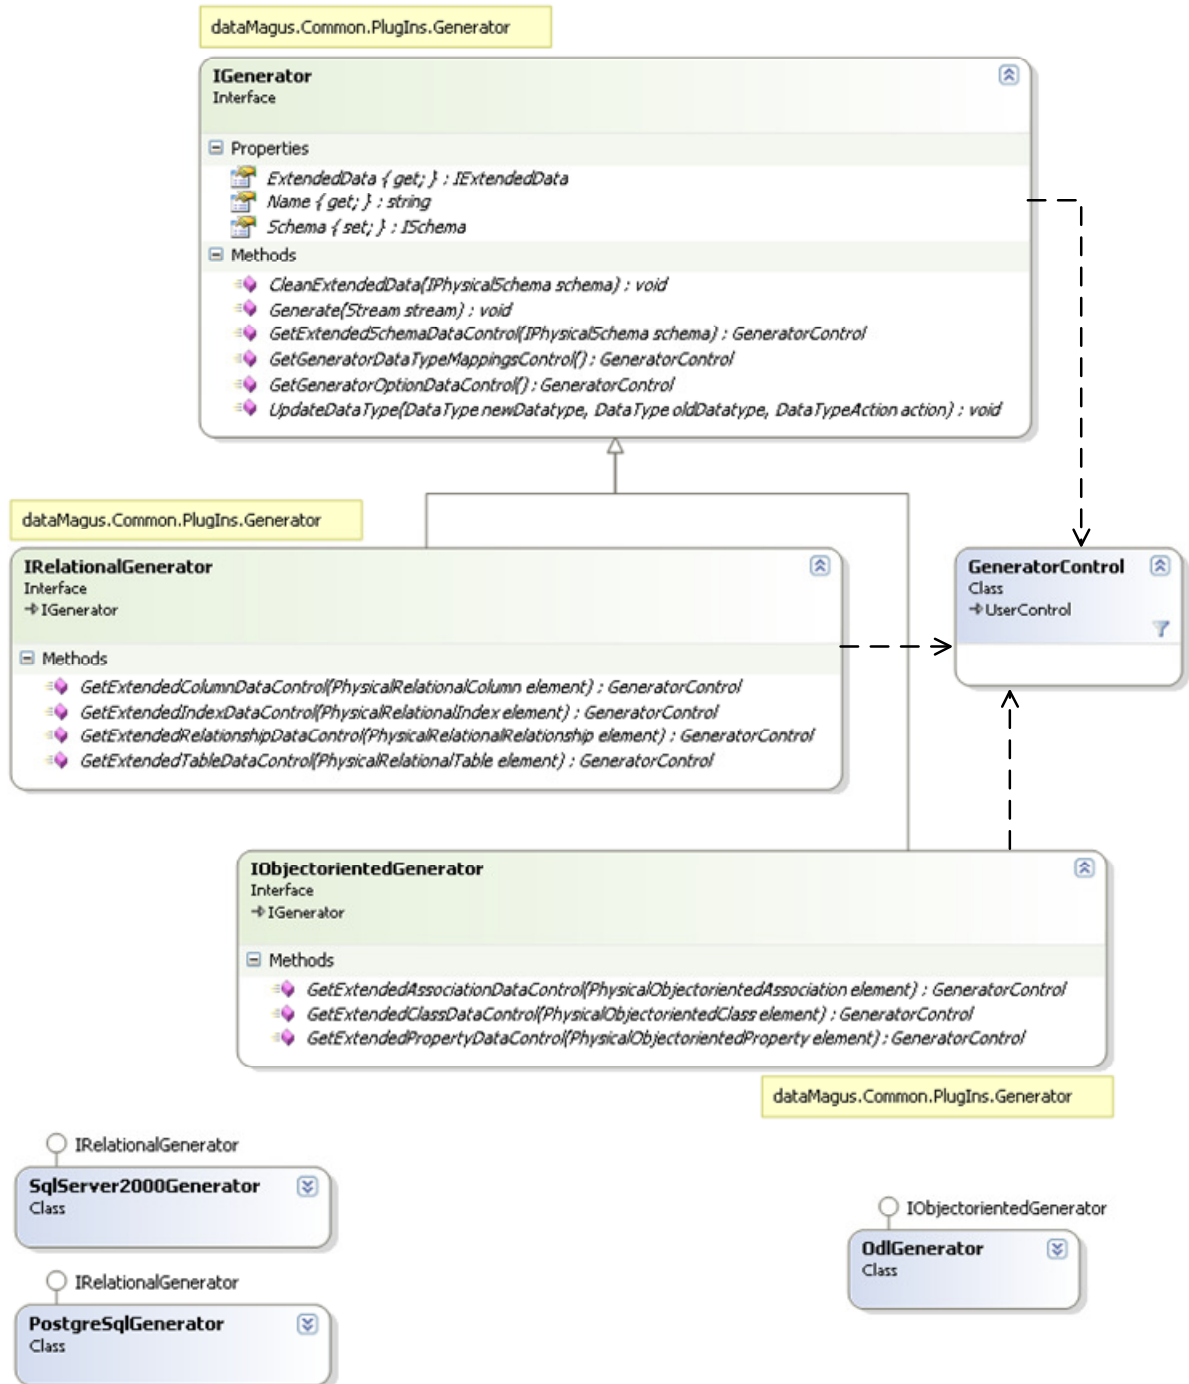 dataMagus.Common.PlugIns.Generator
IGenerator
Interface
Properties
ExtendedData { get; } : IExtendedData
Name { get; } : string
Schema { set; } : ISchema
Methods
CleanExtendedData(IPhysicalSchema schema) : void
Generate(Stream stream) : void
GetExtendedSchemaDataControl(IPhysicalSchema schema) : GeneratorControl
GetGeneratorDataTypeMappingsControl() : GeneratorControl
GetGeneratorOptionDataControl() : GeneratorControl
UpdateDataType(DataType newDatatype, DataType oldDatatype, DataTypeAction action) : void
dataMagus.Common.PlugIns.Generator
IRelationalGenerator
Interface
IGenerator
Methods
GetExtendedColumnDataControl(PhysicalRelationalColumn element) : GeneratorControl
GetExtendedIndexDataControl(PhysicalRelationalIndex element) : GeneratorControl
GetExtendedRelationshipDataControl(PhysicalRelationalRelationship element) : GeneratorControl
GetExtendedTableDataControl(PhysicalRelationalTable element) : GeneratorControl
GeneratorControl
Class
UserControl
IObjectorientedGenerator
Interface
IGenerator
Methods
GetExtendedAssociationDataControl(PhysicalObjectorientedAssociation element) : GeneratorControl
GetExtendedClassDataControl(PhysicalObjectorientedClass element) : GeneratorControl
GetExtendedPropertyDataControl(PhysicalObjectorientedProperty element) : GeneratorControl
dataMagus.Common.PlugIns.Generator
IRelationalGenerator
SqlServer2000Generator
Class
IRelationalGenerator
PostgreSqlGenerator
Class
IObjectorientedGenerator
OdlGenerator
Class